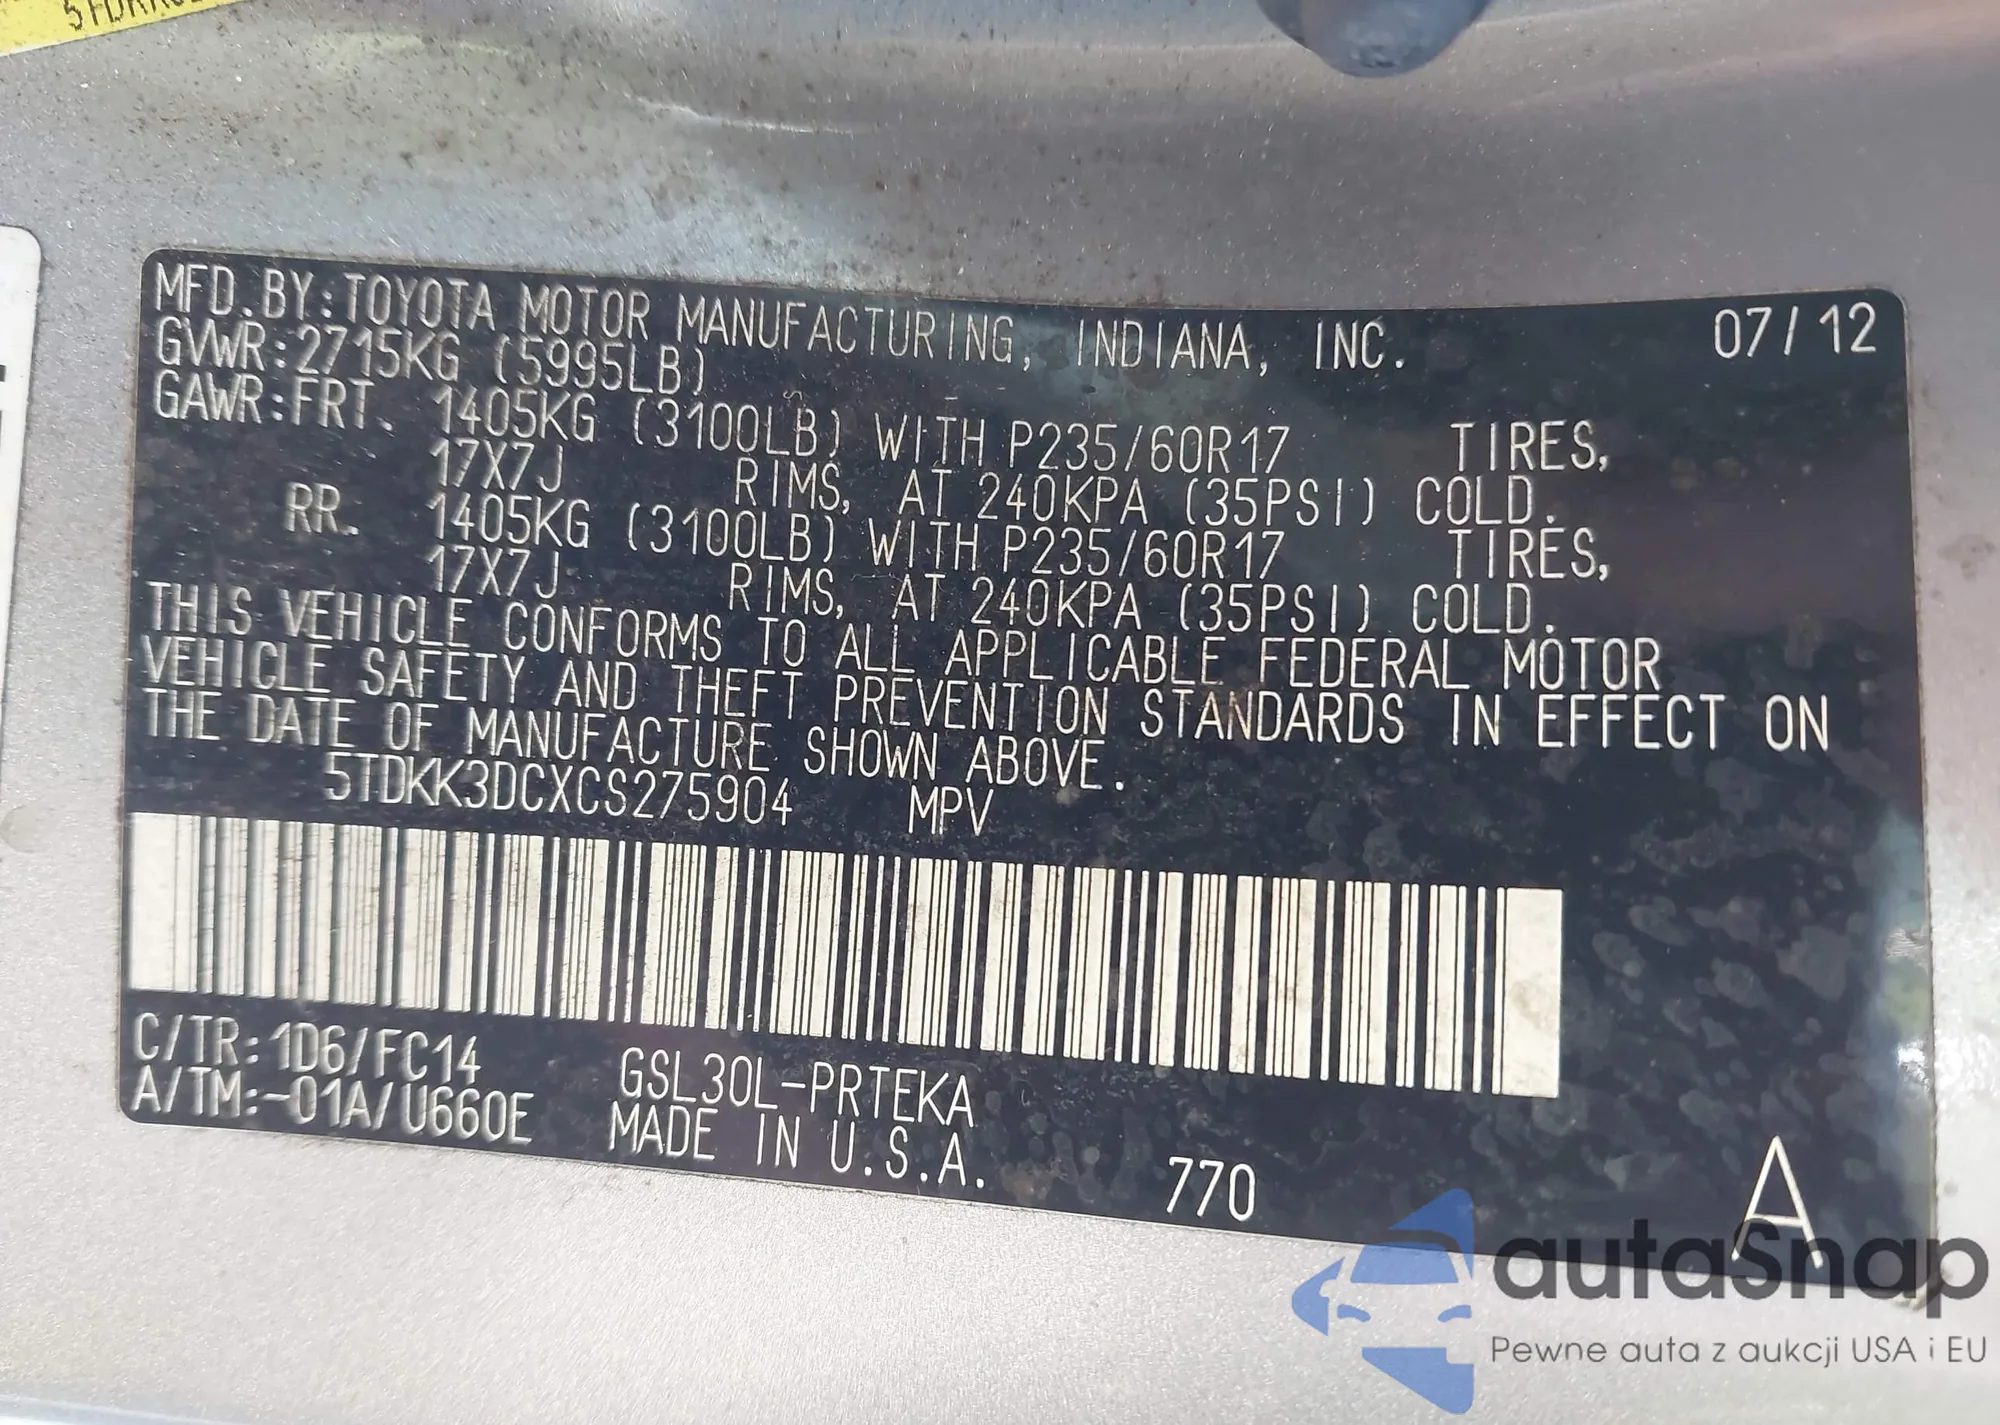 MFD.BY:TOYOTA MOTOR MANUFACTURING, INDIANA, INC. 07/12
GVWR:2715KG (5995LB)
GAWR:FRT. 1405KG (3100LB) WITH P235/60R17 TIRES,
17X7J RIMS, AT 240KPA (35PSI) COLD.
RR. 1405KG (3100LB) WITH P235/60R17 TIRES,
17X7J RIMS, AT 240KPA (35PSI) COLD.
THIS VEHICLE CONFORMS TO ALL APPLICABLE FEDERAL MOTOR
VEHICLE SAFETY AND THEFT PREVENTION STANDARDS IN EFFECT ON
THE DATE OF MANUFACTURE SHOWN ABOVE.
5TDKK3DCXCS275904 MPV
C/TR:1D6/FC14 GSL30L-PRTEKA
A/TM:-01A/U660E MADE IN U.S.A. 770 A
autaSnap
Pewne auta z aukcji USA i EU